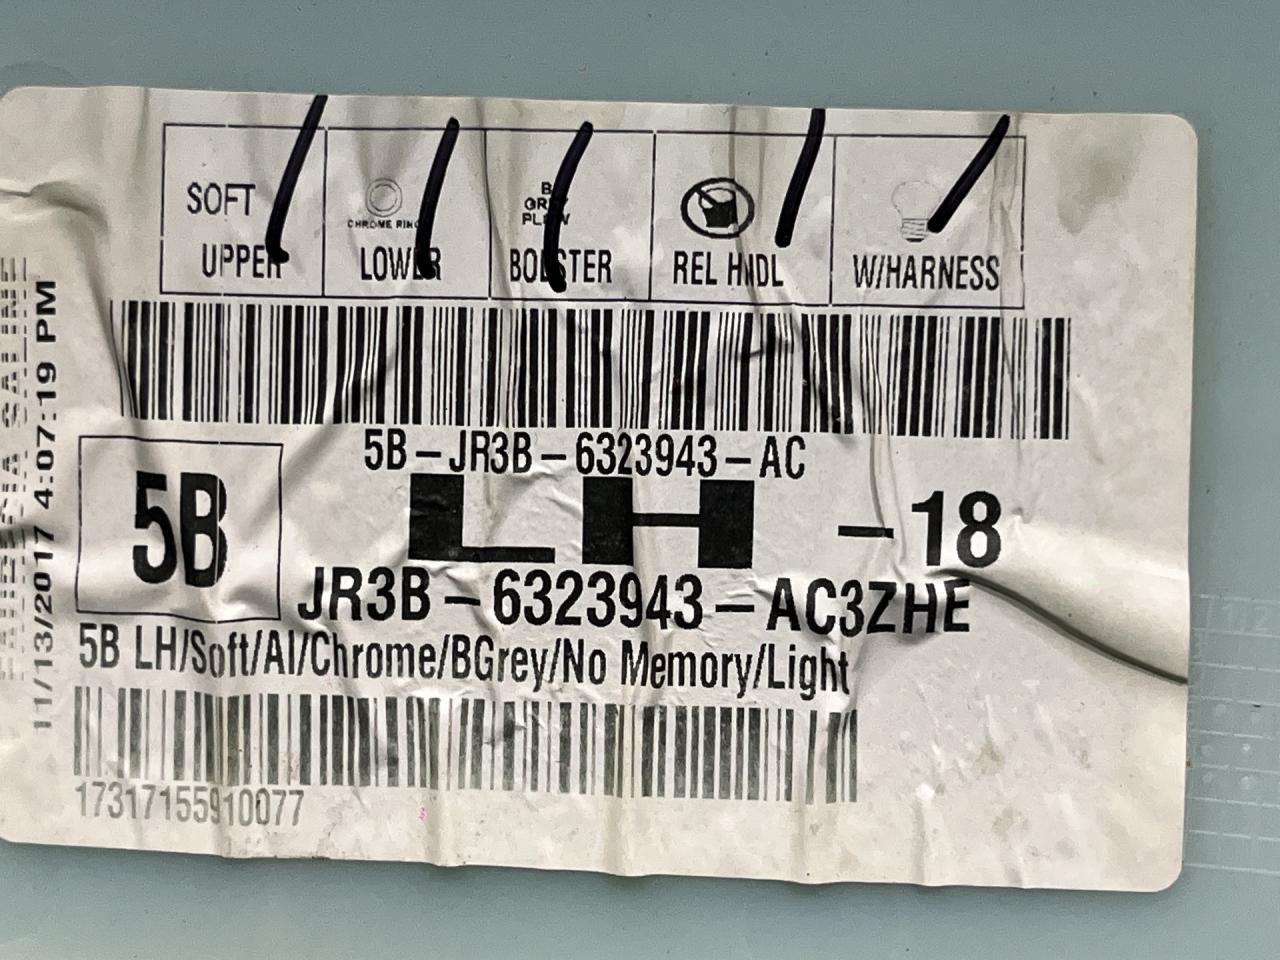 SOFT
UPPER
CHROME RING
LOWER
BOLSTER
REL HNDL
W/HARNESS
5B-JR3B-6323943-AC
5B
LH
-18
JR3B-6323943-AC3ZHE
5B LH/Soft/Al/Chrome/BGrey/No Memory/Light
17317155910077
11/13/2017 4:07:19 PM